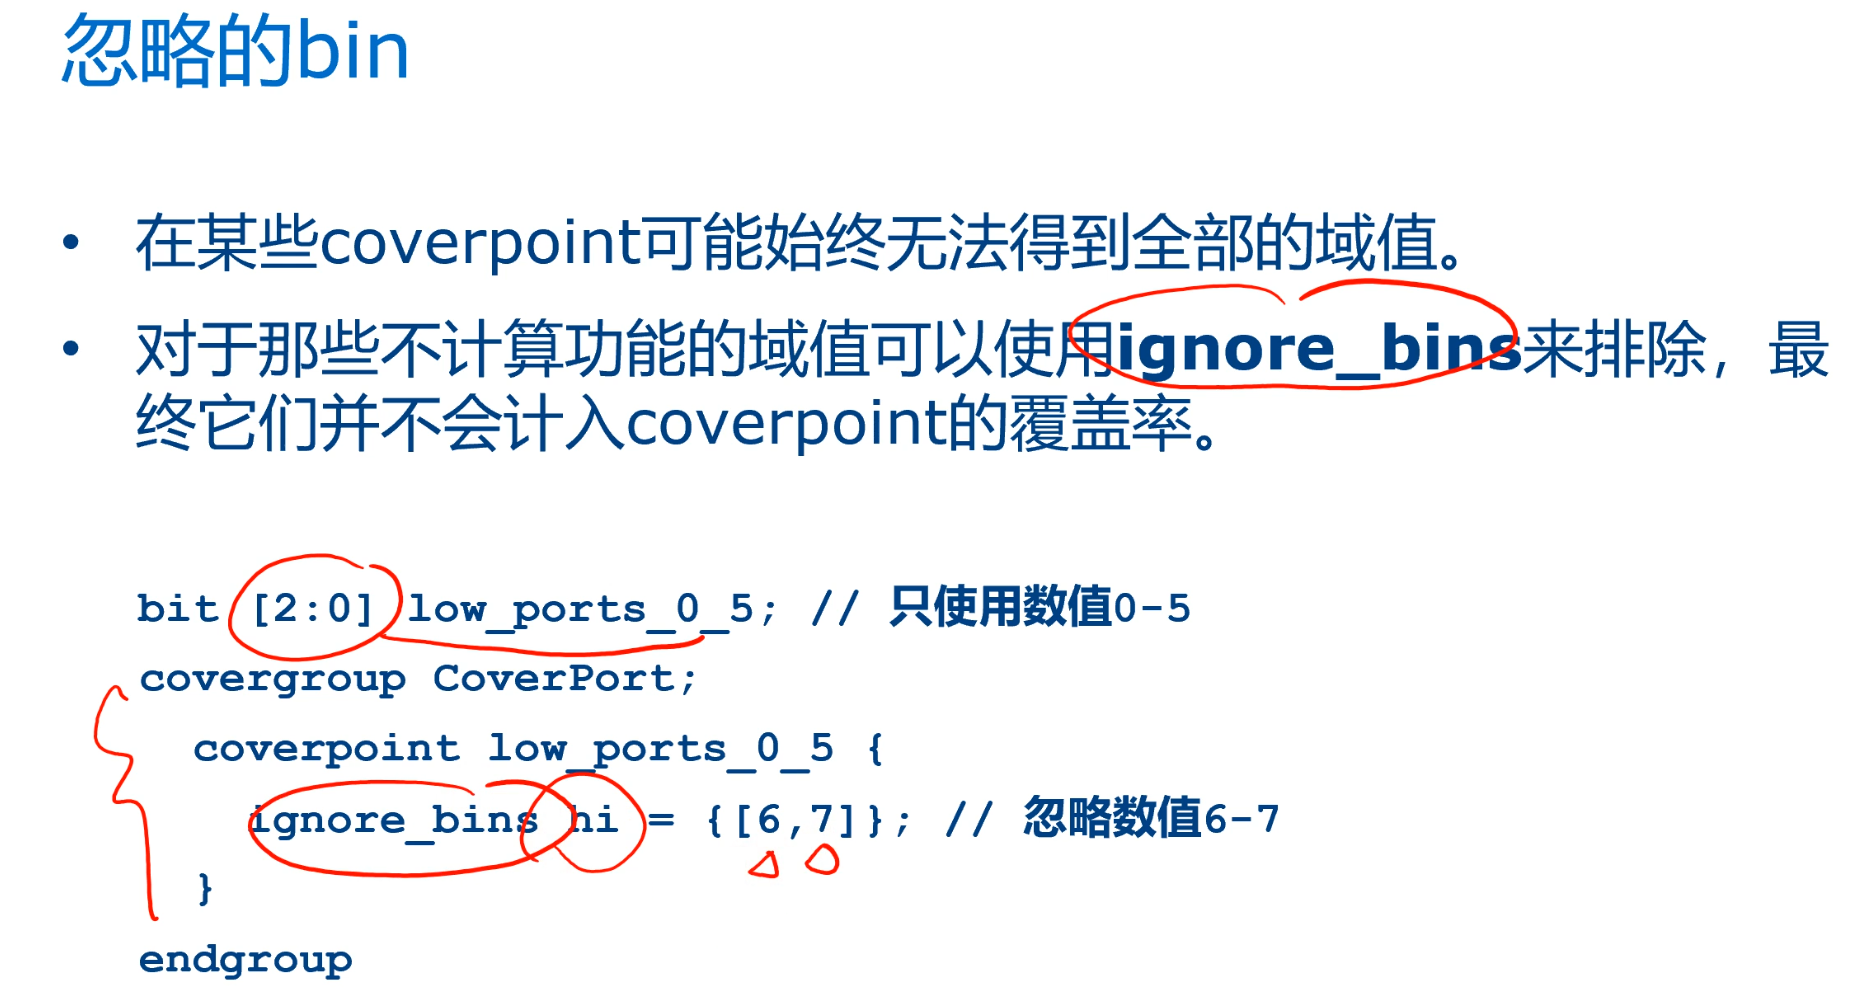 忽略的bin
• 在某些coverpoint可能始终无法得到全部的域值。
• 对于那些不计算功能的域值可以使用ignore_bins来排除，最
终它们并不会计入coverpoint的覆盖率。
bit [2:0] low_ports_0_5; // 只使用数值0-5
covergroup CoverPort;
coverpoint low_ports_0_5 {
ignore_bins hi = {[6,7]}; // 忽略数值6-7
}
endgroup